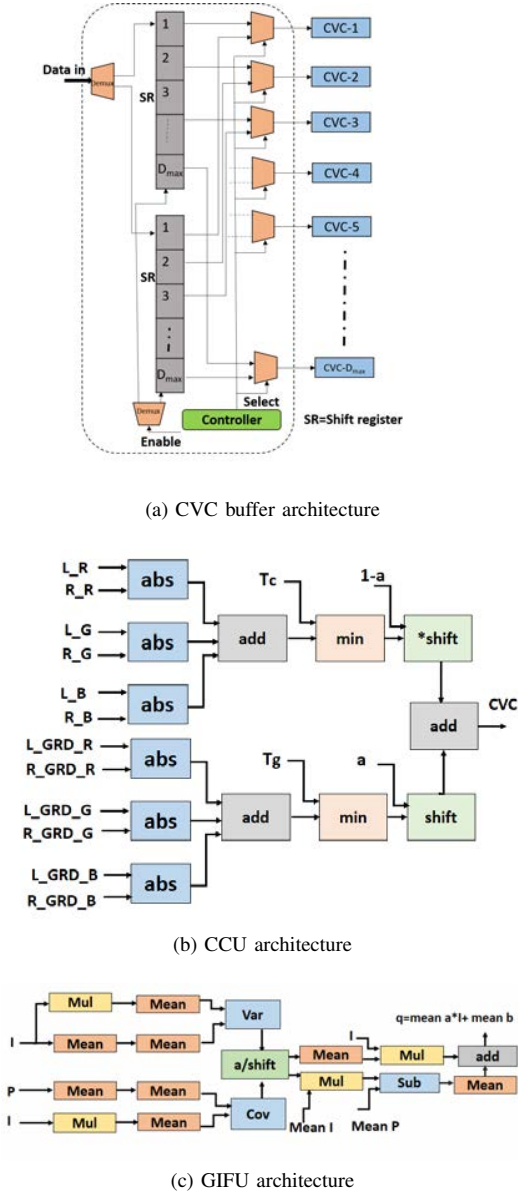 Data in
Demux
SR
1
2
3
Dmax
SR
1
2
3
Dmax
Demux
Enable
Controller
Select
CVC-1
CVC-2
CVC-3
CVC-4
CVC-5
CVC-Dmax
SR=Shift register
(a) CVC buffer architecture
L_R
R_R
abs
L_G
R_G
abs
L_B
R_B
abs
add
Tc
min
1-a
*shift
L_GRD_R
R_GRD_R
abs
L_GRD_G
R_GRD_G
abs
L_GRD_B
R_GRD_B
abs
add
Tg
min
a
shift
add
CVC
(b) CCU architecture
I
Mul
Mean
Mean
Mean
Var
P
Mean
Mean
I
Mul
Mean
Cov
a/shift
Mean
I
Mul
Mul
Mean I
Sub
Mean P
Mean
add
q=mean a*I+ mean b
(c) GIFU architecture